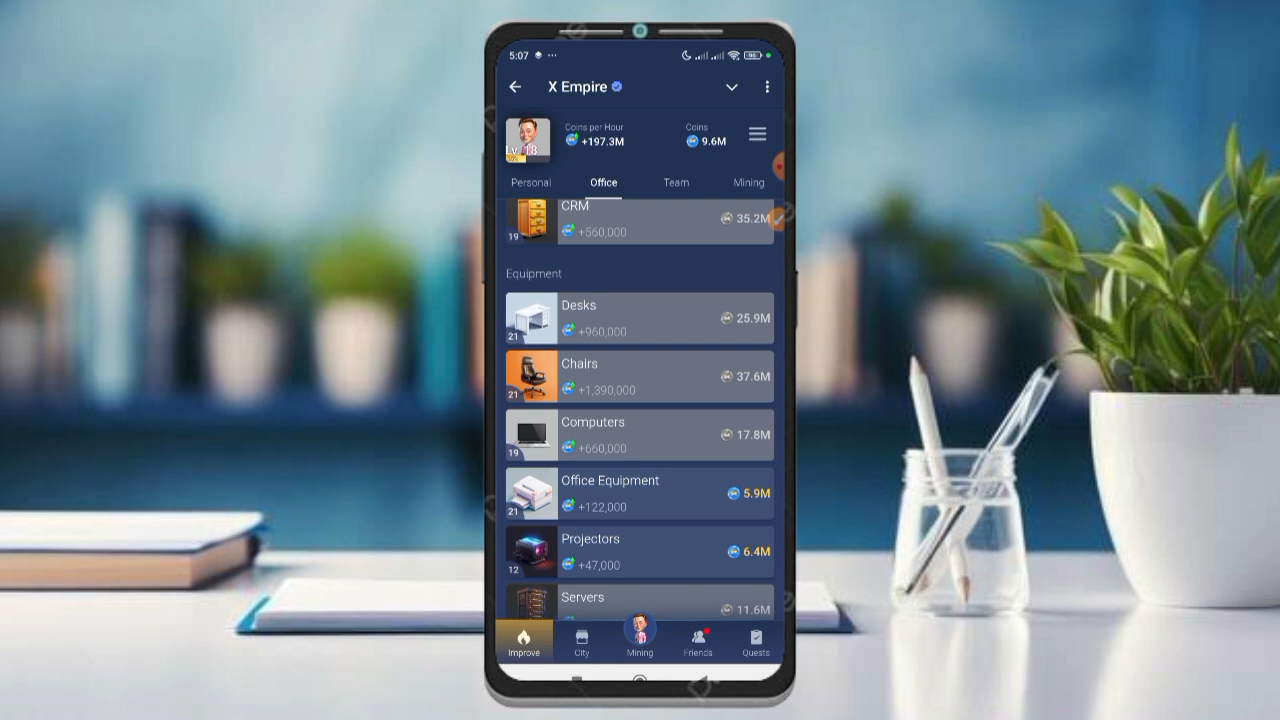 5:07
X Empire
Coins per Hour
+197.3M
Coins
9.6M
Lv. 18
Personal Office Team Mining
CRM
19
+560,000
35.2M
Equipment
Desks
21
+960,000
25.9M
Chairs
21
+1,390,000
37.6M
Computers
19
+660,000
17.8M
Office Equipment
21
+122,000
5.9M
Projectors
12
+47,000
6.4M
Servers
11.6M
Improve City Mining Friends Quests